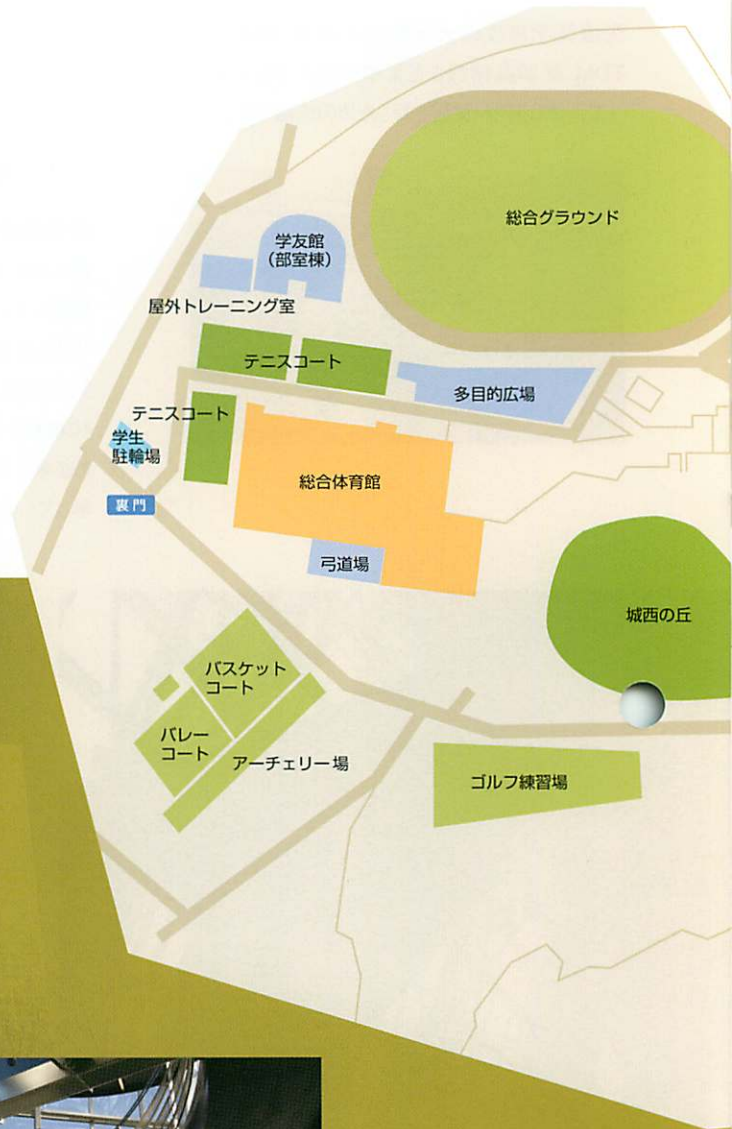 総合グラウンド
学友館
(部室棟)
屋外トレーニング室
テニスコート
多目的広場
テニスコート
学生
駐輪場
総合体育館
裏門
弓道場
城西の丘
バスケット
コート
バレー
コート
アーチェリー場
ゴルフ練習場